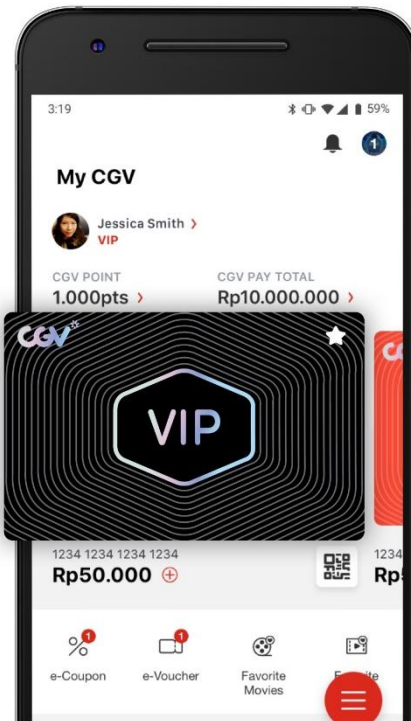 3:19
59%
1
My CGV
Jessica Smith >
VIP
CGV POINT
CGV PAY TOTAL
1.000pts >
Rp10.000.000 >
CGV
VIP
1234 1234 1234 1234
1234
Rp50.000
Rp
1
1
e-Coupon
e-Voucher
Favorite
Movies